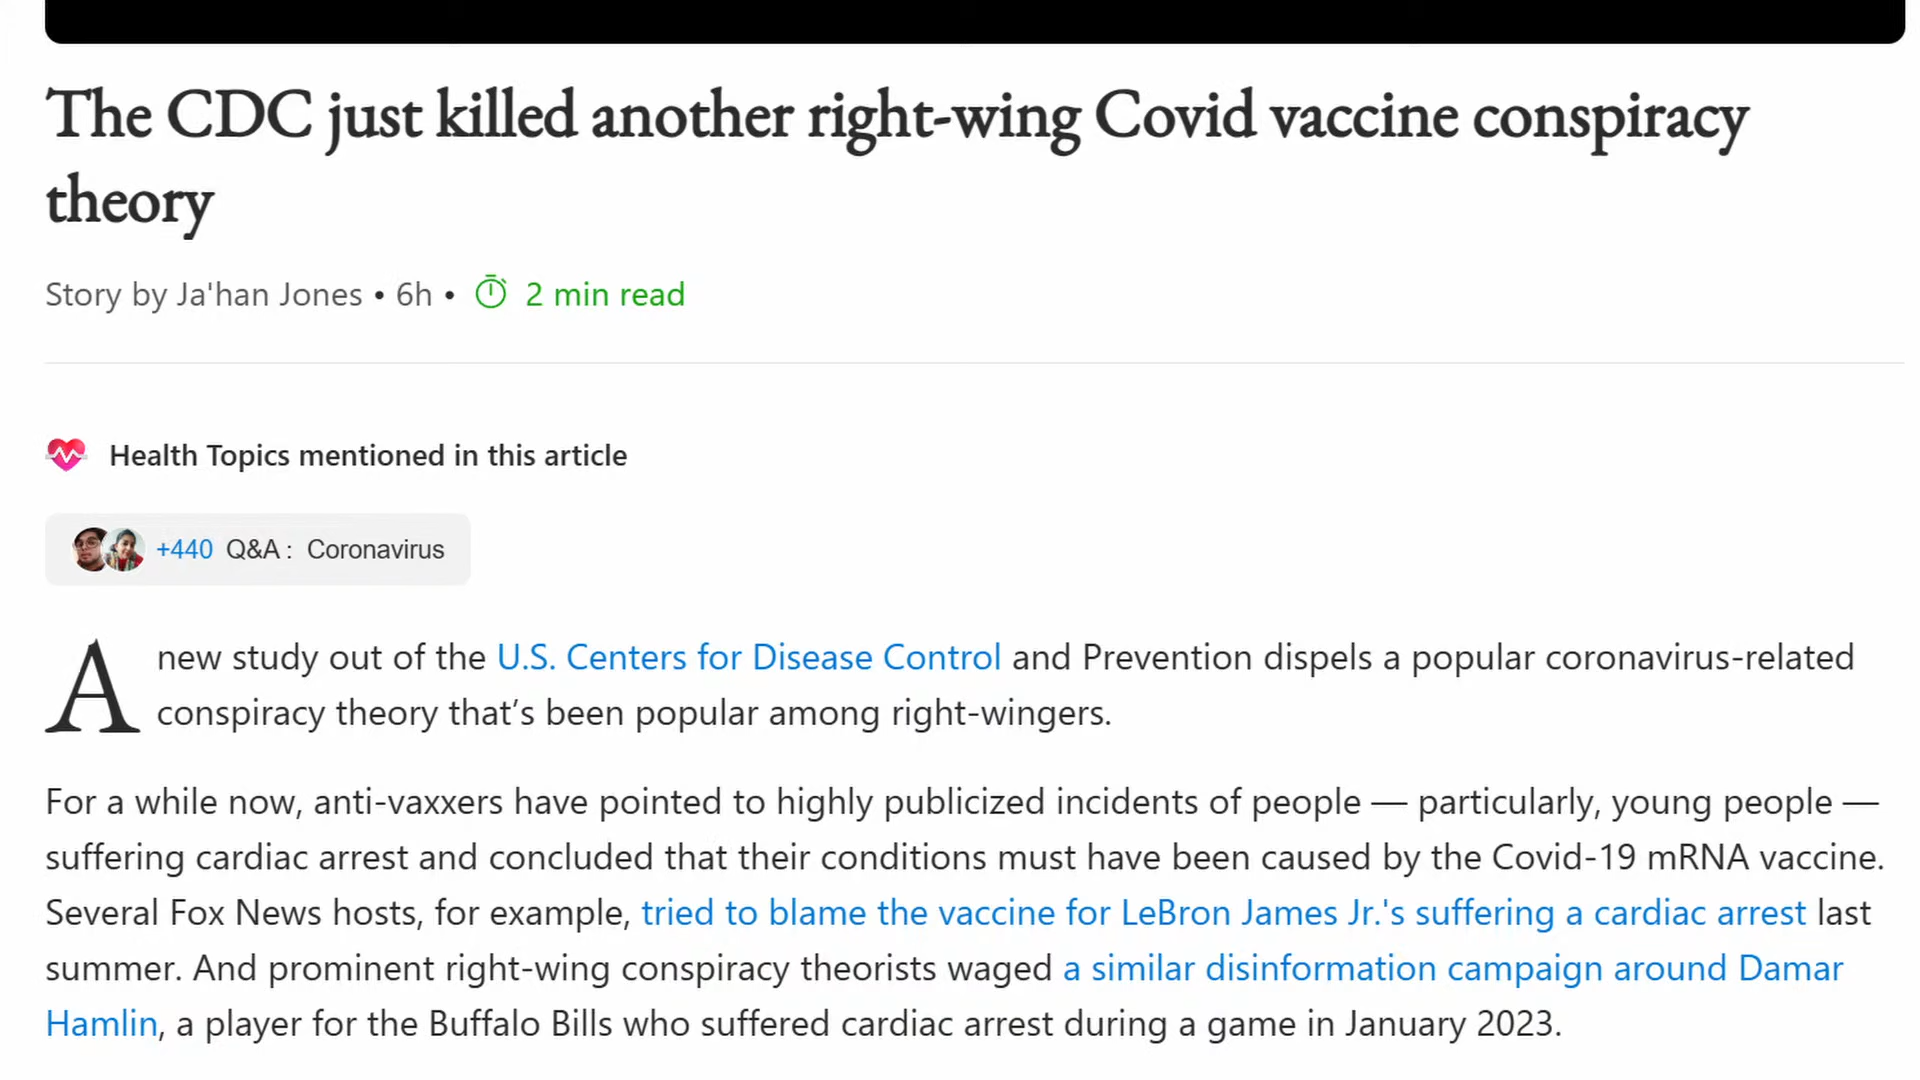 The CDC just killed another right-wing Covid vaccine conspiracy
theory
Story by Ja'han Jones • 6h • 2 min read
Health Topics mentioned in this article
+440 Q&A : Coronavirus
A new study out of the U.S. Centers for Disease Control and Prevention dispels a popular coronavirus-related
conspiracy theory that’s been popular among right-wingers.
For a while now, anti-vaxxers have pointed to highly publicized incidents of people — particularly, young people —
suffering cardiac arrest and concluded that their conditions must have been caused by the Covid-19 mRNA vaccine.
Several Fox News hosts, for example, tried to blame the vaccine for LeBron James Jr.'s suffering a cardiac arrest last
summer. And prominent right-wing conspiracy theorists waged a similar disinformation campaign around Damar
Hamlin, a player for the Buffalo Bills who suffered cardiac arrest during a game in January 2023.